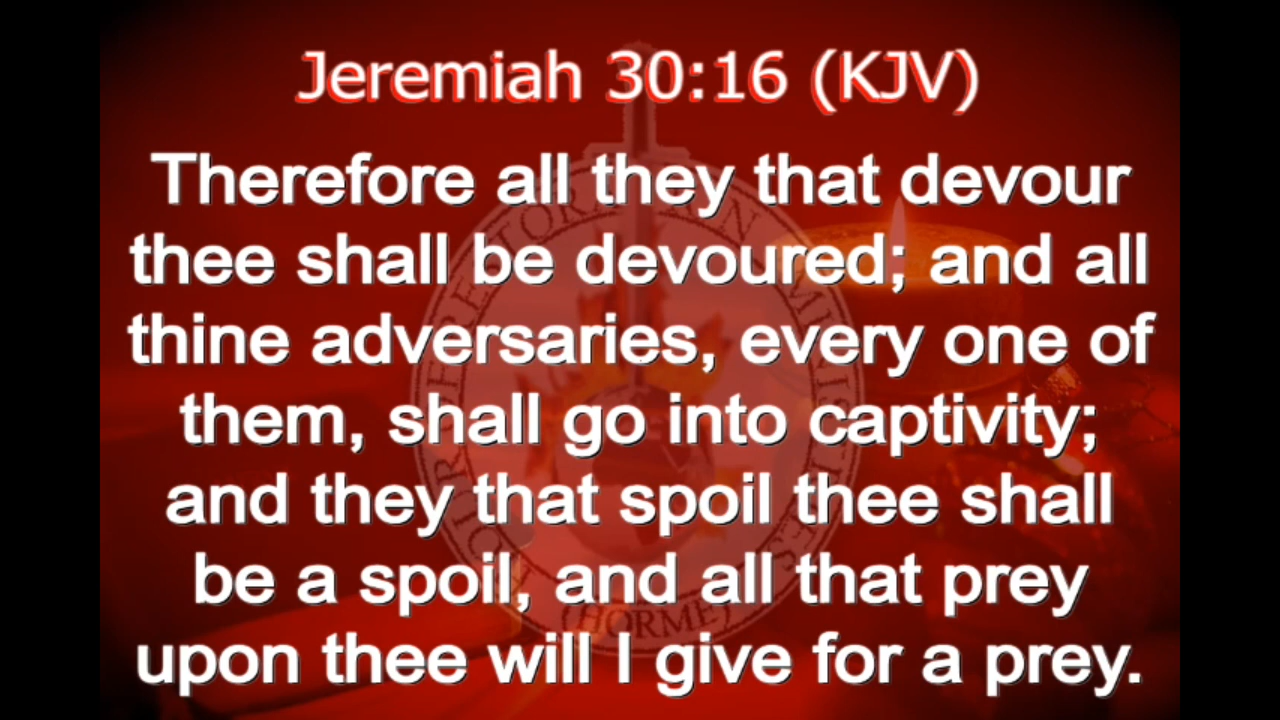 Jeremiah 30:16 (KJV)
Therefore all they that devour
thee shall be devoured; and all
thine adversaries, every one of
them, shall go into captivity;
and they that spoil thee shall
be a spoil, and all that prey
upon thee will I give for a prey.
(HORME)